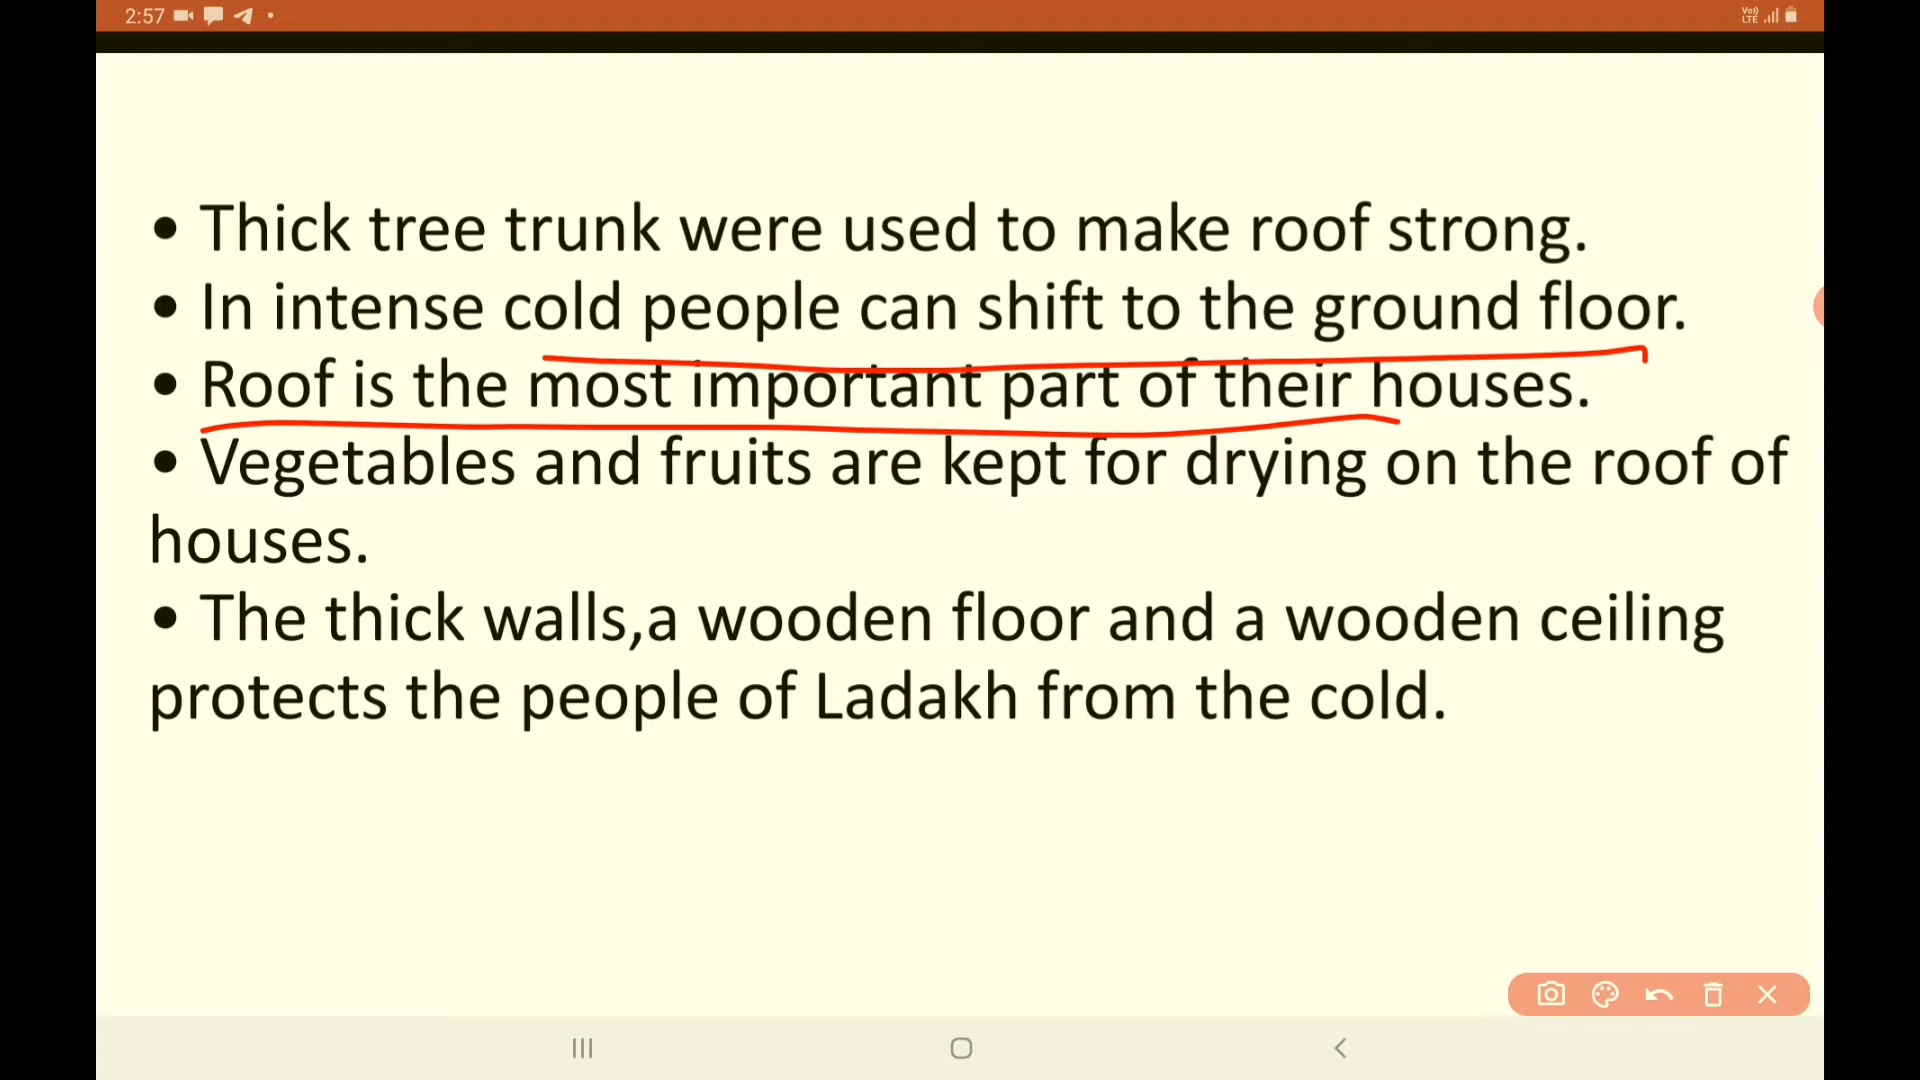 2:57
Vo)) LTE
• Thick tree trunk were used to make roof strong.
• In intense cold people can shift to the ground floor.
• Roof is the most important part of their houses.
• Vegetables and fruits are kept for drying on the roof of
houses.
• The thick walls,a wooden floor and a wooden ceiling
protects the people of Ladakh from the cold.